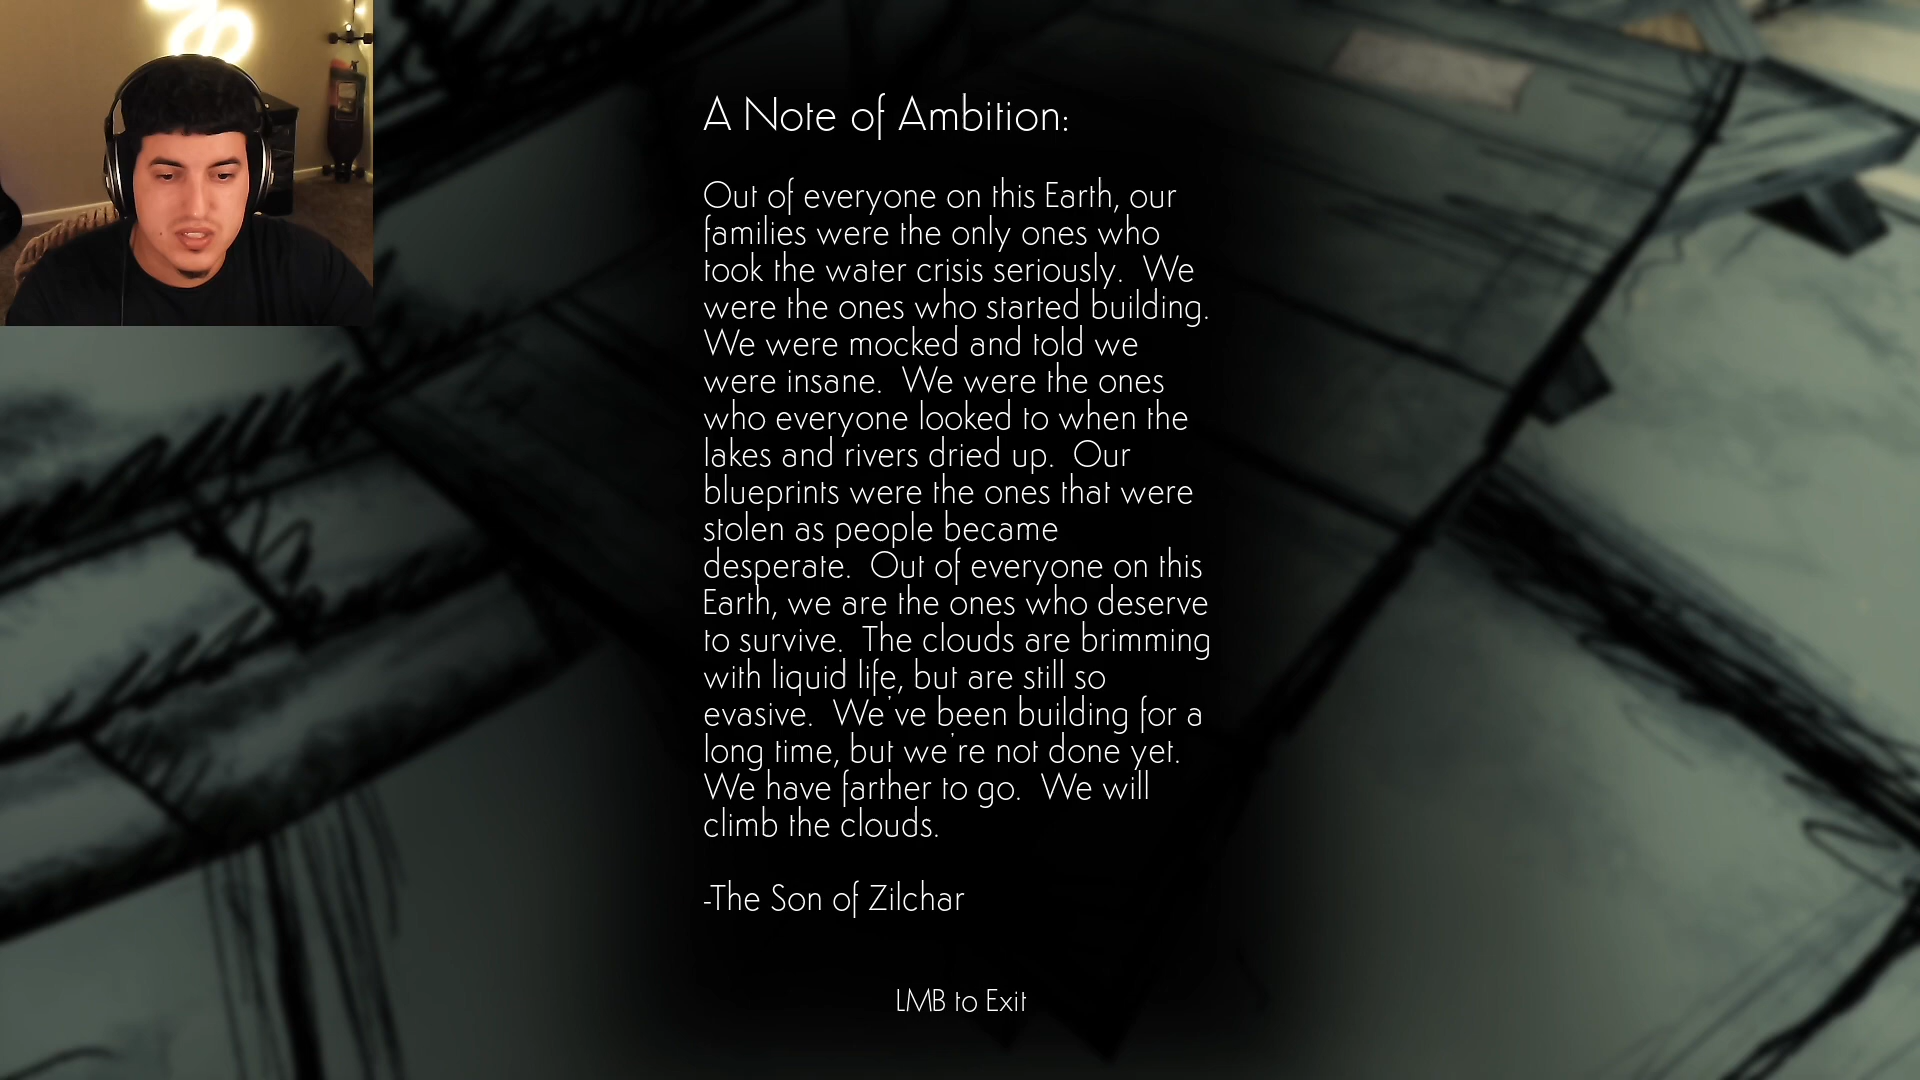 A Note of Ambition:
Out of everyone on this Earth, our
families were the only ones who
took the water crisis seriously.  We
were the ones who started building.
We were mocked and told we
were insane.  We were the ones
who everyone looked to when the
lakes and rivers dried up.  Our
blueprints were the ones that were
stolen as people became
desperate.  Out of everyone on this
Earth, we are the ones who deserve
to survive.  The clouds are brimming
with liquid life, but are still so
evasive.  We've been building for a
long time, but we're not done yet.
We have farther to go.  We will
climb the clouds.
-The Son of Zilchar
LMB to Exit